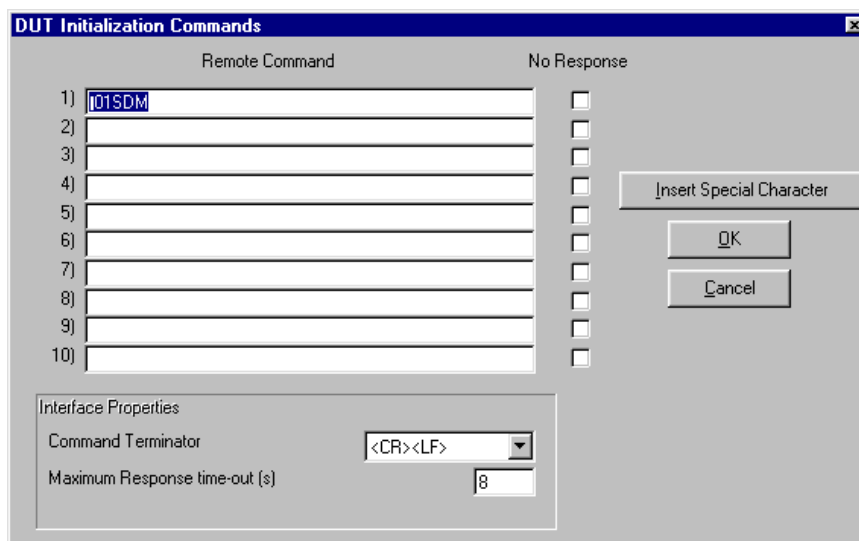 DUT Initialization Commands
Remote Command No Response
1) I01SDM
2)
3)
4)
5)
6)
7)
8)
9)
10)
Insert Special Character
OK
Cancel
Interface Properties
Command Terminator <CR><LF>
Maximum Response time-out (s) 8